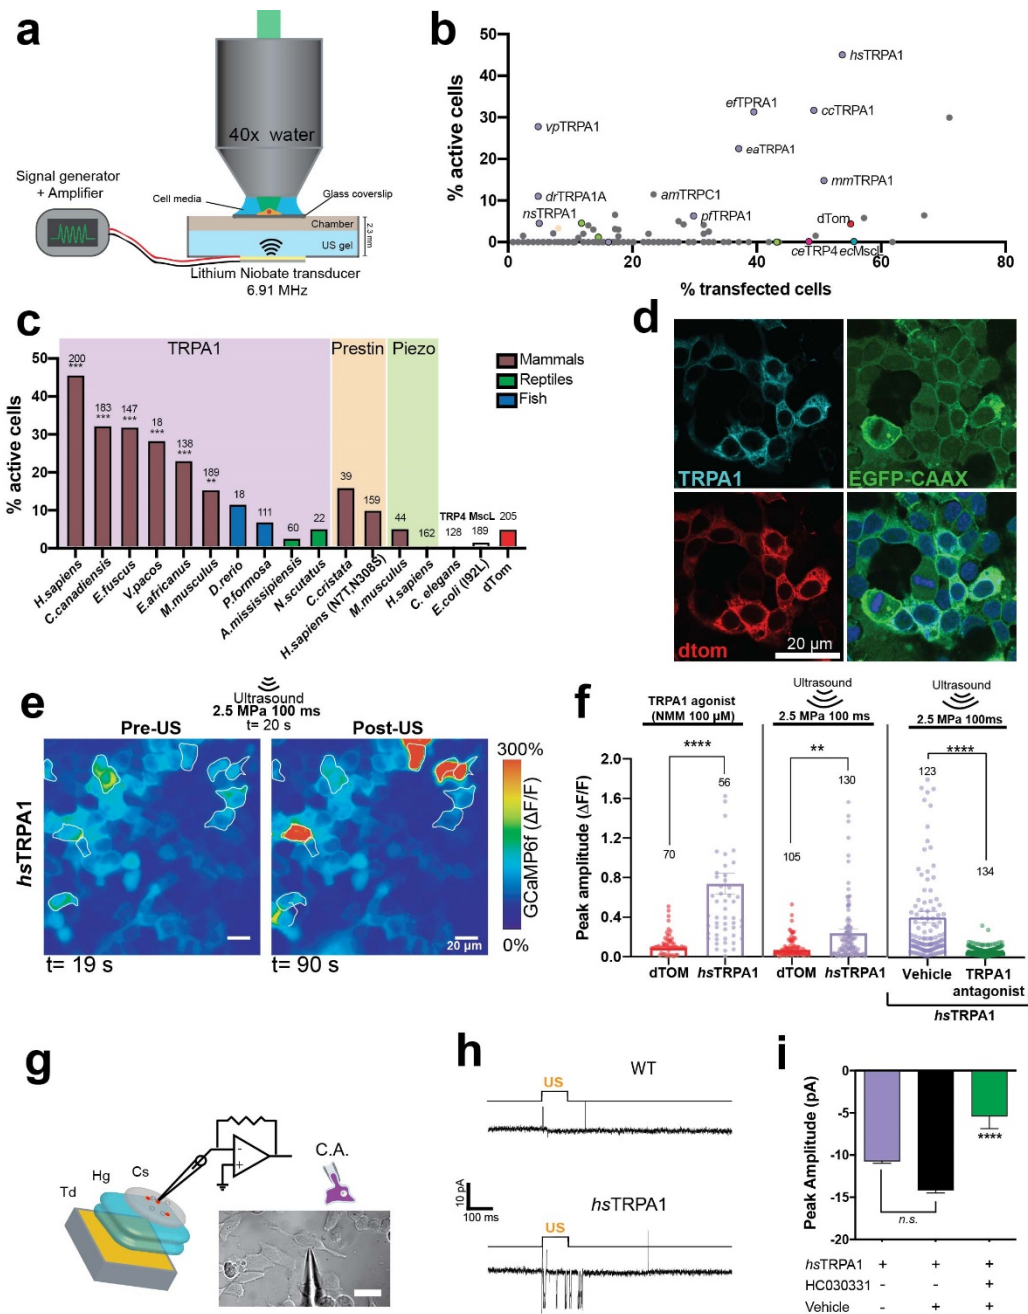 a
40x water
Signal generator
+ Amplifier
Cell media
Glass coverslip
Chamber
US gel
2.3 mm
Lithium Niobate transducer
6.91 MHz
b
50
40
30
20
10
0
% active cells
hsTRPA1
efTPRA1
ccTRPA1
vpTRPA1
eaTRPA1
mmTRPA1
drTRPA1A
amTRPC1
nsTRPA1
pfTRPA1
dTom
ceTRP4
ecMscL
0
20
40
60
80
% transfected cells
c
TRPA1
Prestin
Piezo
Mammals
Reptiles
Fish
50
40
30
20
10
0
% active cells
200
***
183
***
147
***
18
***
138
***
189
**
18
111
60
22
39
159
44
162
TRP4
128
MscL
189
205
H.sapiens
C.canadiensis
E.fuscus
V.pacos
E.africanus
M.musculus
D.rerio
P.formosa
A.mississipiensis
N.scutatus
C.cristata
H.sapiens (N7T,N308S)
M.musculus
H.sapiens
C. elegans
E.coli (I92L)
dTom
d
TRPA1
EGFP-CAAX
dtom
20 µm
e
Ultrasound
2.5 MPa 100 ms
t= 20 s
Pre-US
Post-US
hsTRPA1
300%
GCaMP6f (ΔF/F)
0%
20 µm
t= 19 s
t= 90 s
f
TRPA1 agonist
(NMM 100 µM)
Ultrasound
2.5 MPa 100 ms
Ultrasound
2.5 MPa 100ms
2.0
1.6
1.2
0.8
0.4
0.0
Peak amplitude (ΔF/F)
****
**
****
70
56
105
130
123
134
dTOM
hsTRPA1
dTOM
hsTRPA1
Vehicle
TRPA1
antagonist
hsTRPA1
g
Td
Hg
Cs
-
+
C.A.
h
WT
US
10 pA
100 ms
hsTRPA1
US
i
0
-5
-10
-15
-20
Peak Amplitude (pA)
n.s.
****
hsTRPA1 + + +
HC030331 - - +
Vehicle - + +